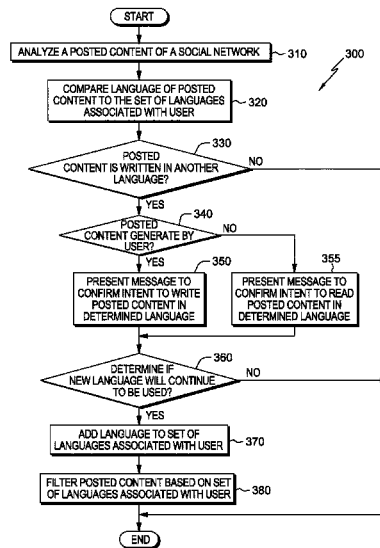 START
ANALYZE A POSTED CONTENT OF A SOCIAL NETWORK
310
300
COMPARE LANGUAGE OF POSTED
CONTENT TO THE SET OF LANGUAGES
ASSOCIATED WITH USER
320
330
POSTED
CONTENT IS WRITTEN IN ANOTHER
LANGUAGE?
NO
YES
340
POSTED
CONTENT GENERATE BY
USER?
NO
YES
350
355
PRESENT MESSAGE TO
CONFIRM INTENT TO WRITE
POSTED CONTENT IN
DETERMINED LANGUAGE
PRESENT MESSAGE TO
CONFIRM INTENT TO READ
POSTED CONTENT IN
DETERMINED LANGUAGE
360
DETERMINE IF
NEW LANGUAGE WILL CONTINUE
TO BE USED?
NO
YES
ADD LANGUAGE TO SET OF
LANGUAGES ASSOCIATED WITH USER
370
FILTER POSTED CONTENT BASED ON SET
OF LANGUAGES ASSOCIATED WITH USER
380
END